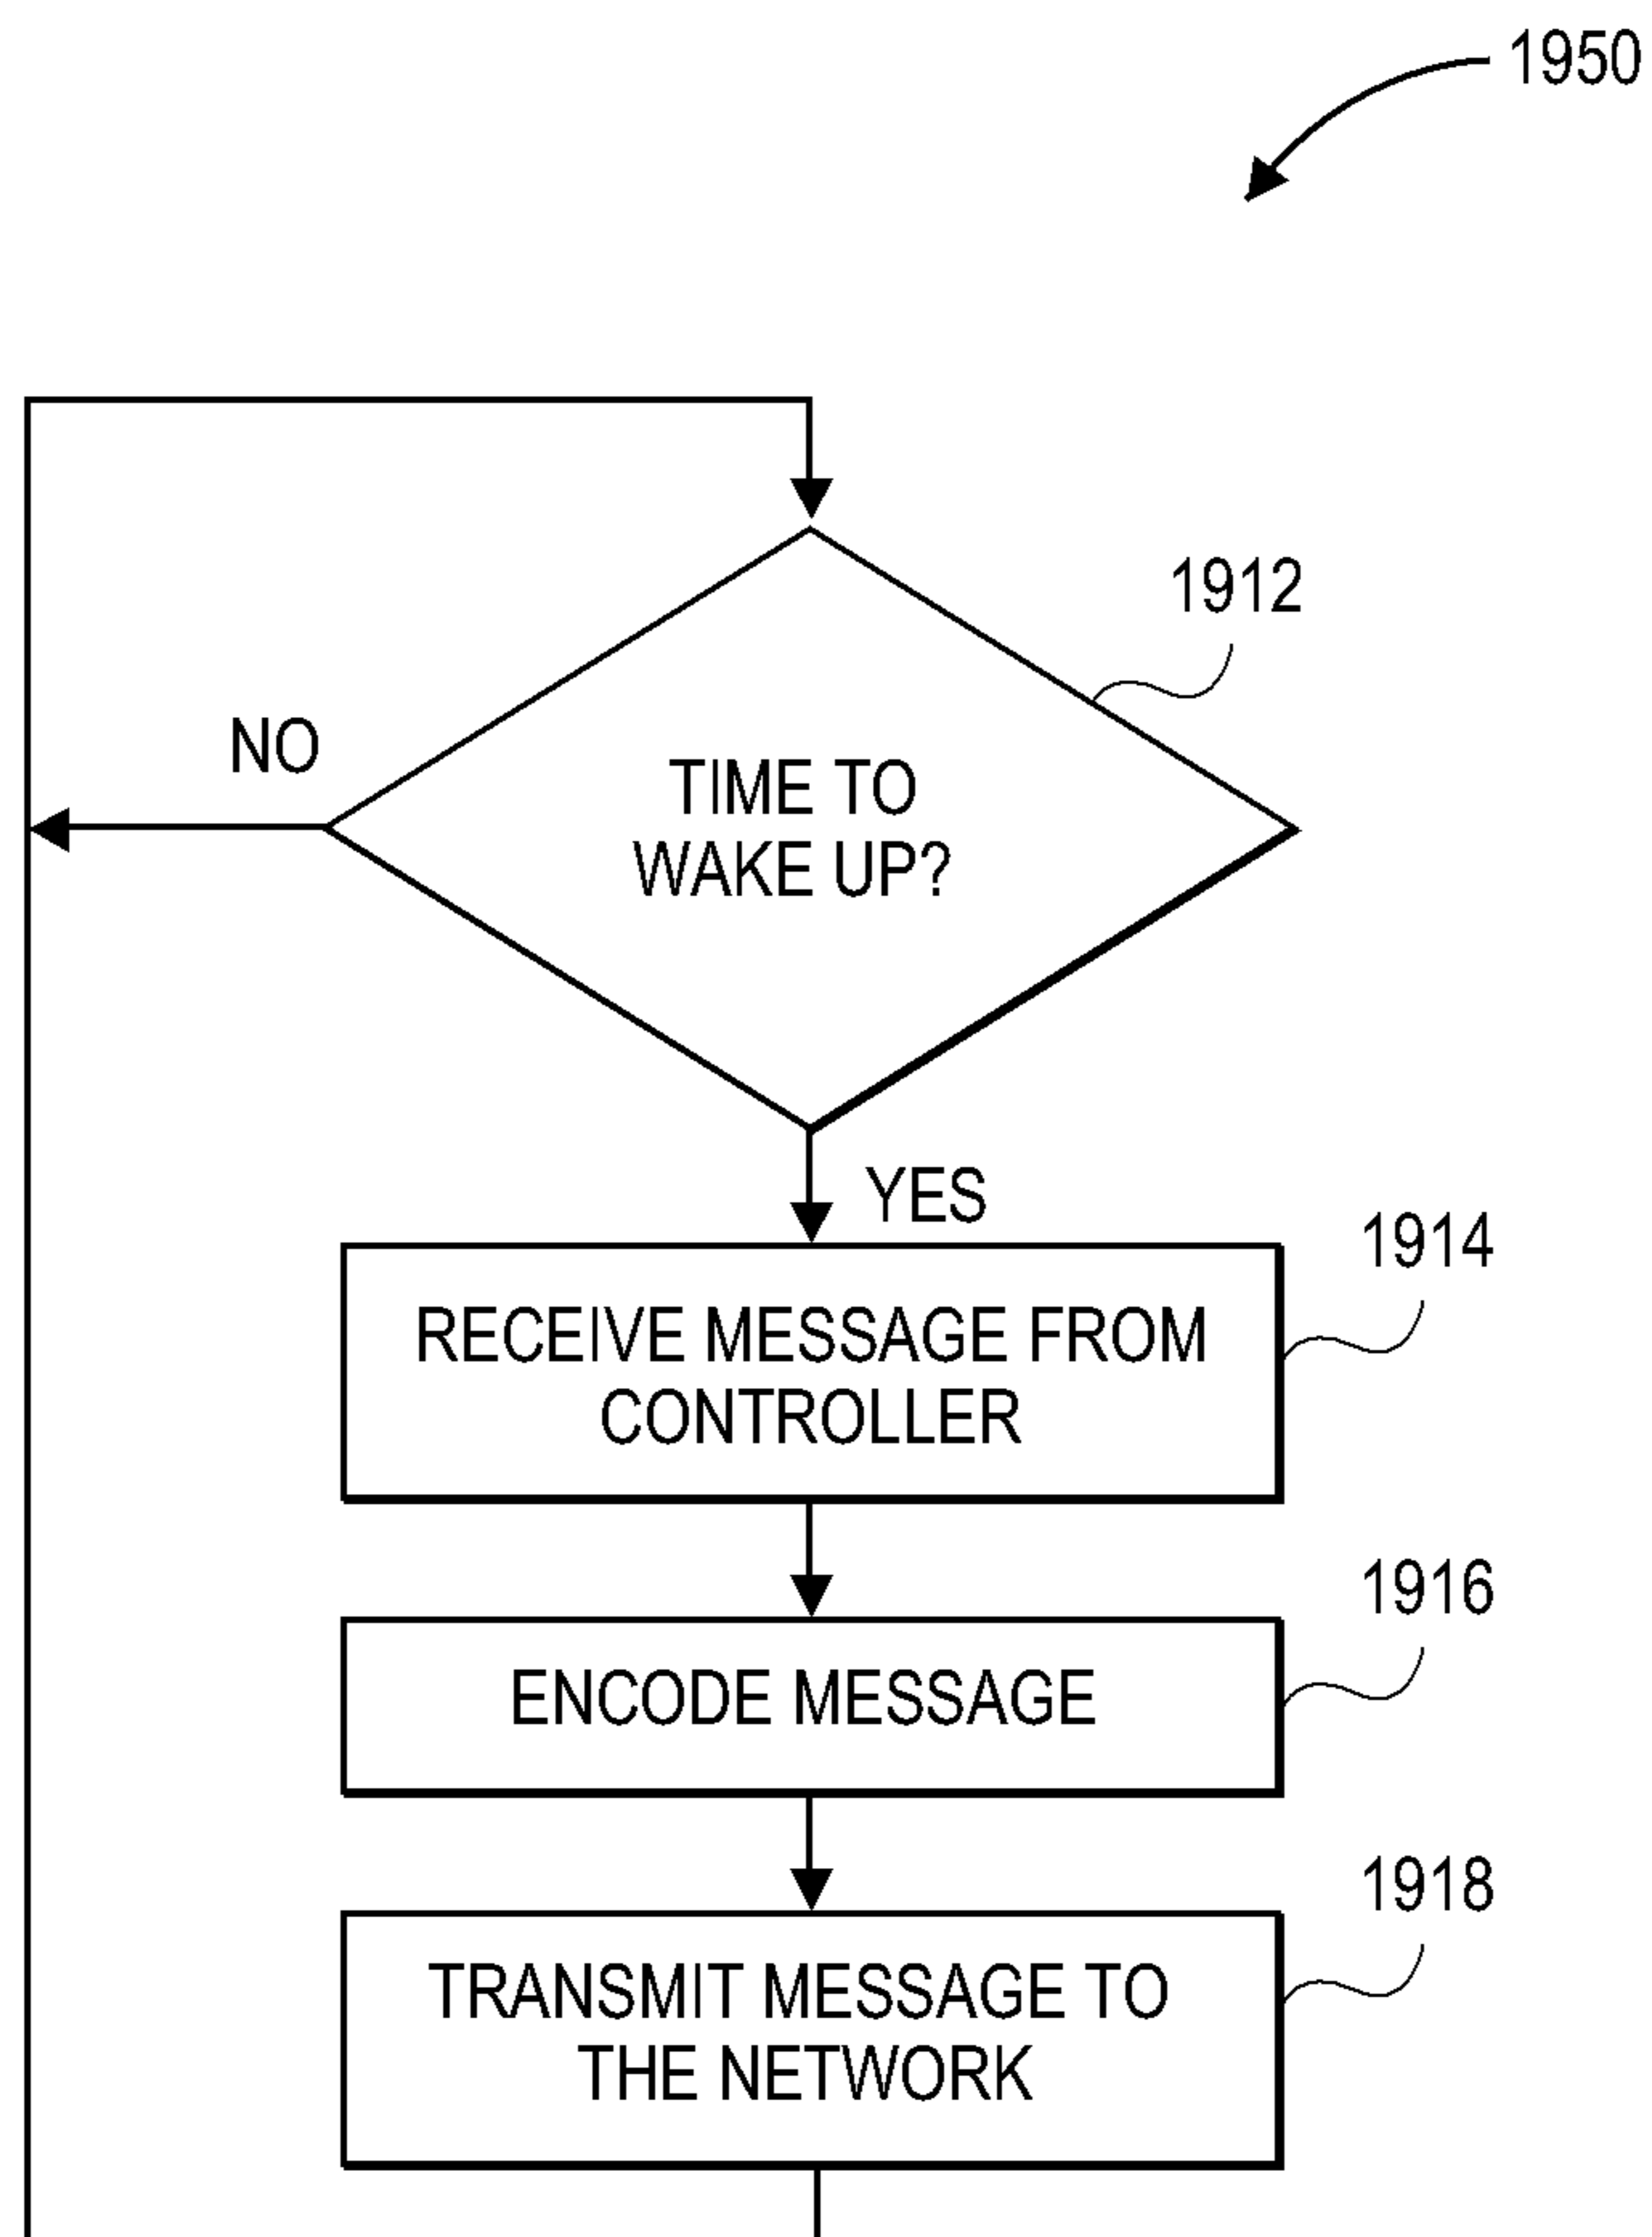 1950
1912
NO
TIME TO
WAKE UP?
YES
1914
RECEIVE MESSAGE FROM
CONTROLLER
1916
ENCODE MESSAGE
1918
TRANSMIT MESSAGE TO
THE NETWORK